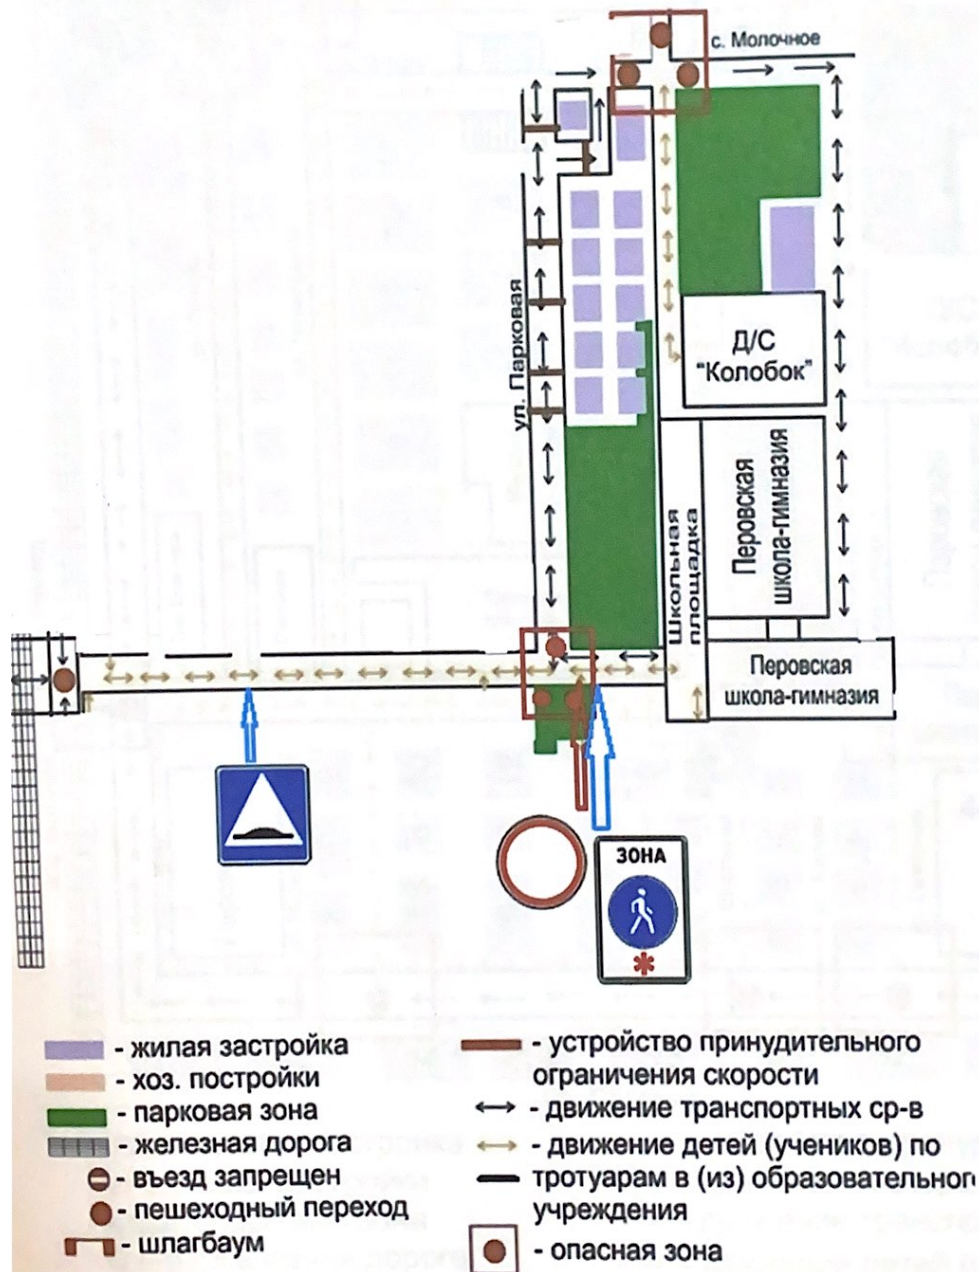 с. Молочное
ул. Парковая
Д/С
"Колобок"
Школьная
площадка
Перовская
школа-гимназия
Перовская
школа-гимназия
ЗОНА
- жилая застройка
- хоз. постройки
- парковая зона
- железная дорога
- въезд запрещен
- пешеходный переход
- шлагбаум
- устройство принудительного
ограничения скорости
- движение транспортных ср-в
- движение детей (учеников) по
тротуарам в (из) образовательног
учреждения
- опасная зона